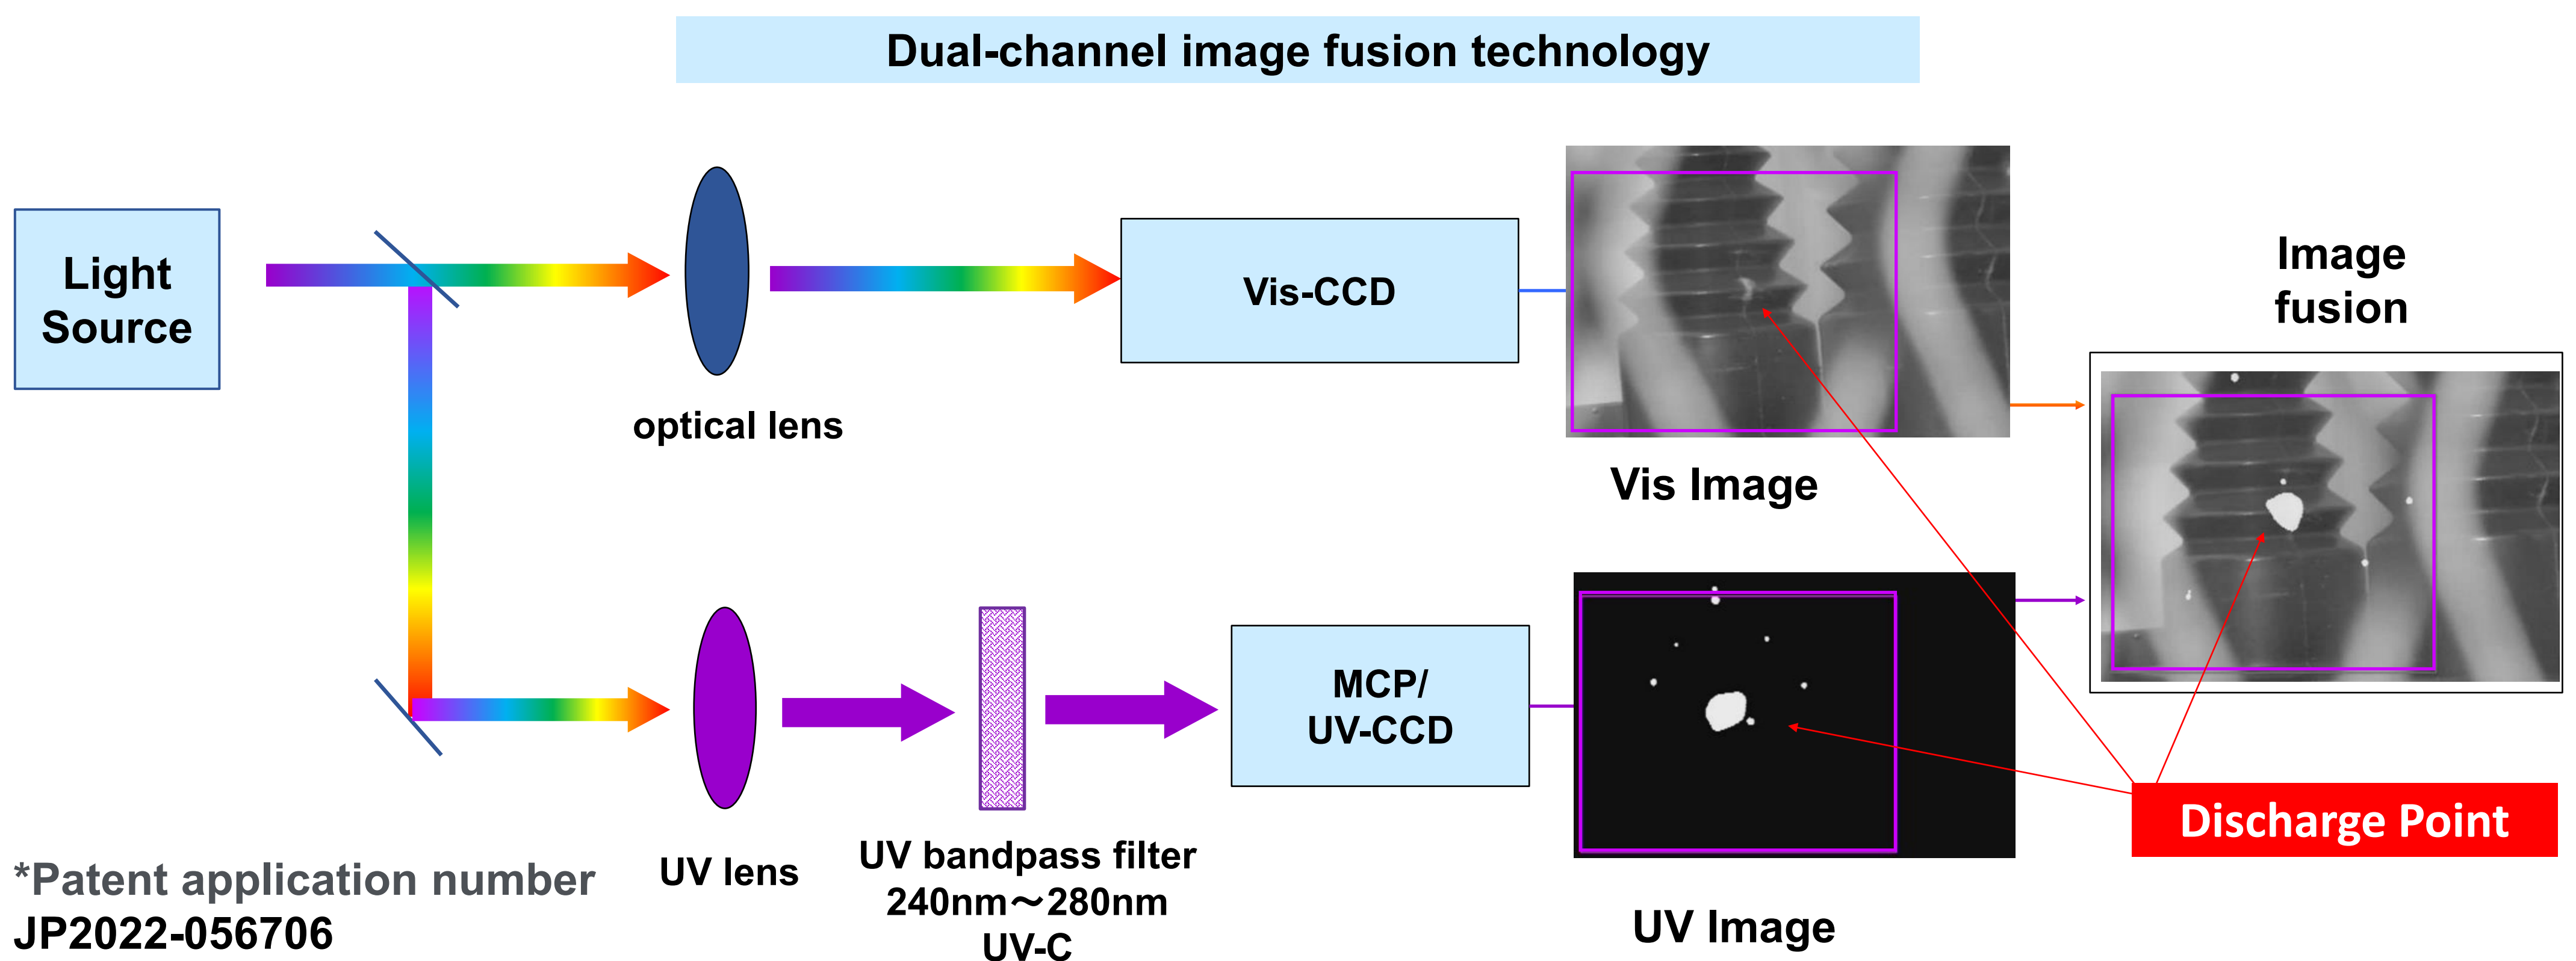 Dual-channel image fusion technology
Light
Source
optical lens
Vis-CCD
Vis Image
Image
fusion
UV lens
UV bandpass filter
240nm～280nm
UV-C
MCP/
UV-CCD
UV Image
Discharge Point
*Patent application number
JP2022-056706